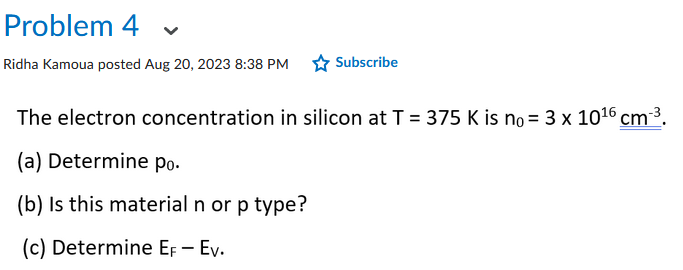 Problem 4
Ridha Kamoua posted Aug 20, 2023 8:38 PM Subscribe
The electron concentration in silicon at T = 375 K is n₀ = 3 x 10¹⁶ cm⁻³.
(a) Determine p₀.
(b) Is this material n or p type?
(c) Determine E_F – E_V.